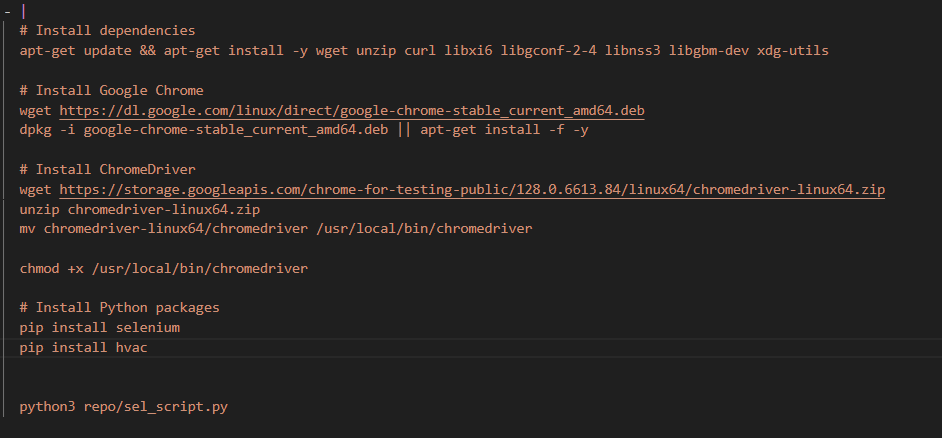 - |
# Install dependencies
apt-get update && apt-get install -y wget unzip curl libxi6 libgconf-2-4 libnss3 libgbm-dev xdg-utils
# Install Google Chrome
wget https://dl.google.com/linux/direct/google-chrome-stable_current_amd64.deb
dpkg -i google-chrome-stable_current_amd64.deb || apt-get install -f -y
# Install ChromeDriver
wget https://storage.googleapis.com/chrome-for-testing-public/128.0.6613.84/linux64/chromedriver-linux64.zip
unzip chromedriver-linux64.zip
mv chromedriver-linux64/chromedriver /usr/local/bin/chromedriver
chmod +x /usr/local/bin/chromedriver
# Install Python packages
pip install selenium
pip install hvac
python3 repo/sel_script.py